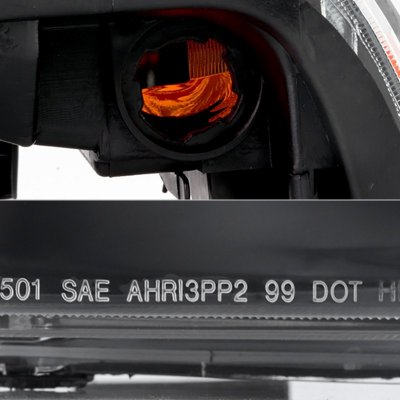 501 SAE AHRI3PP2 99 DOT H